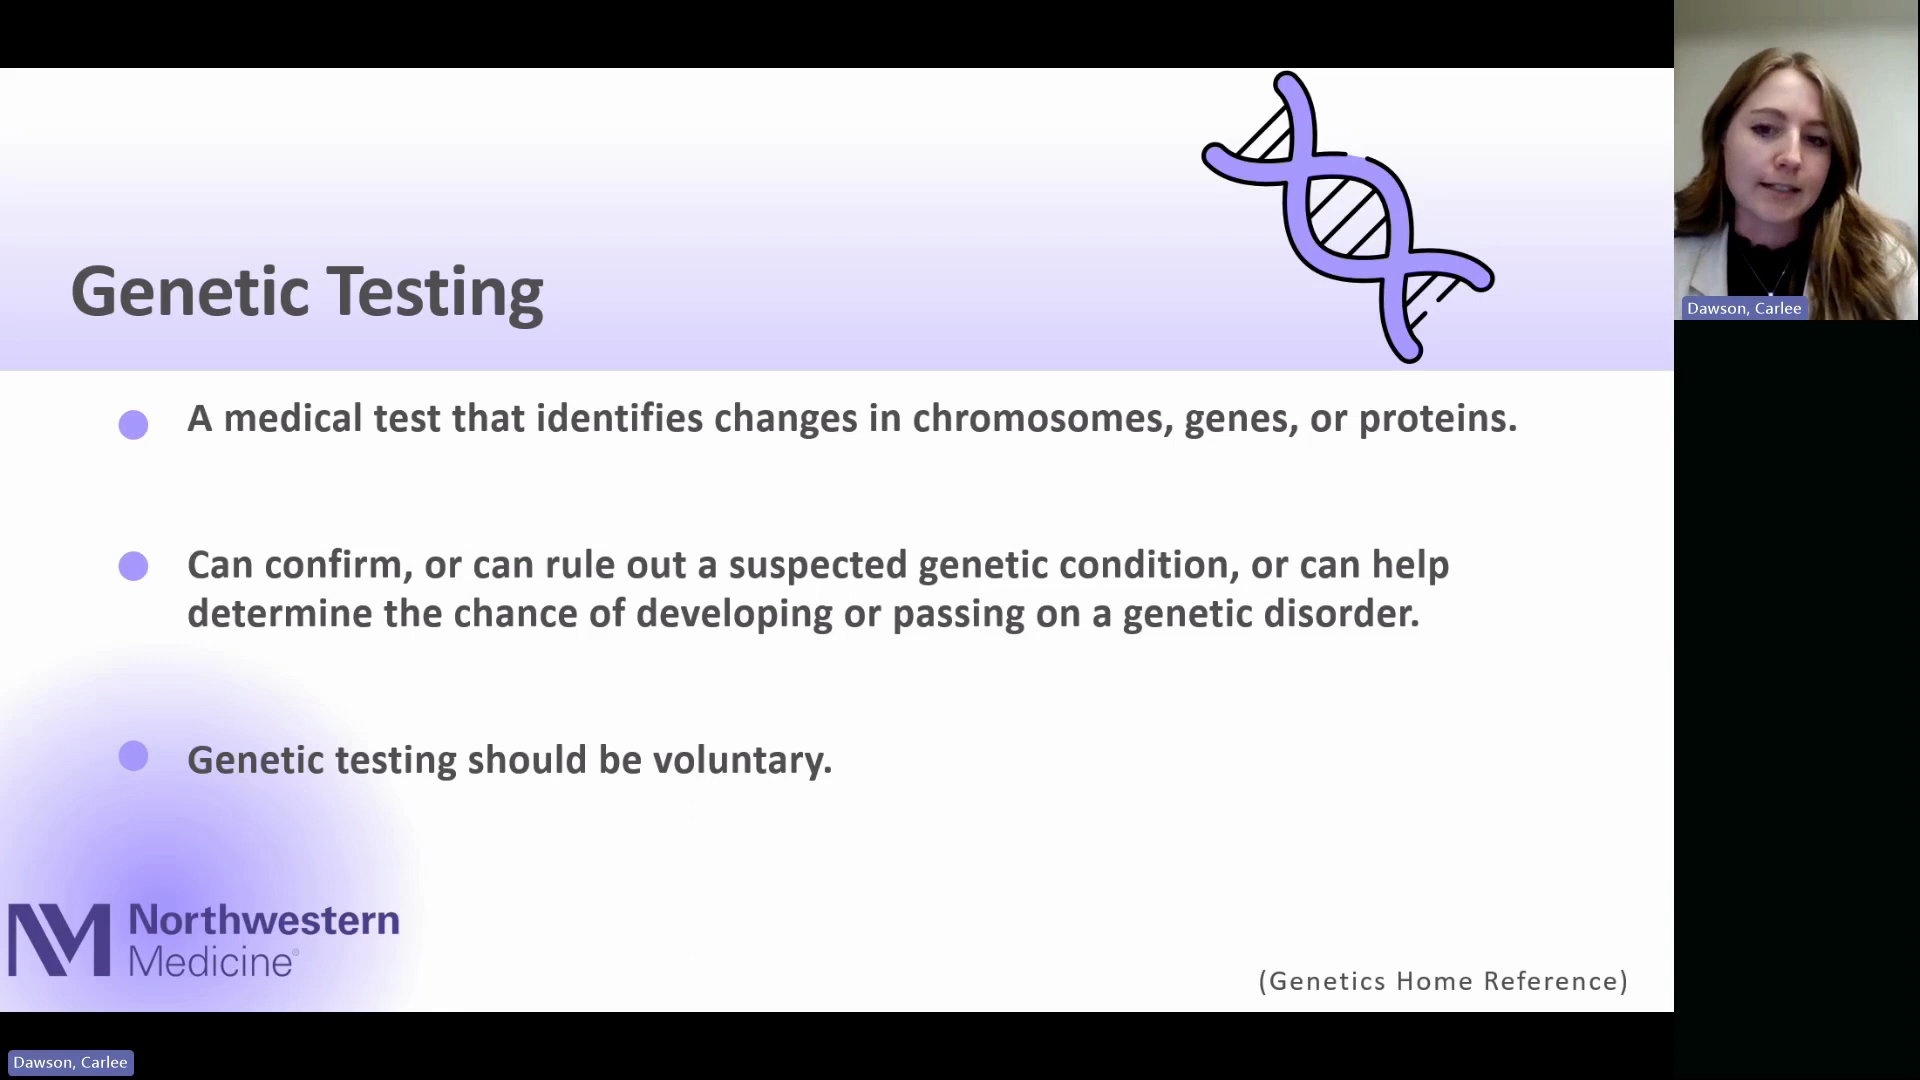 Genetic Testing
A medical test that identifies changes in chromosomes, genes, or proteins.
Can confirm, or can rule out a suspected genetic condition, or can help
determine the chance of developing or passing on a genetic disorder.
Genetic testing should be voluntary.
Northwestern
Medicine®
(Genetics Home Reference)
Dawson, Carlee
Dawson, Carlee